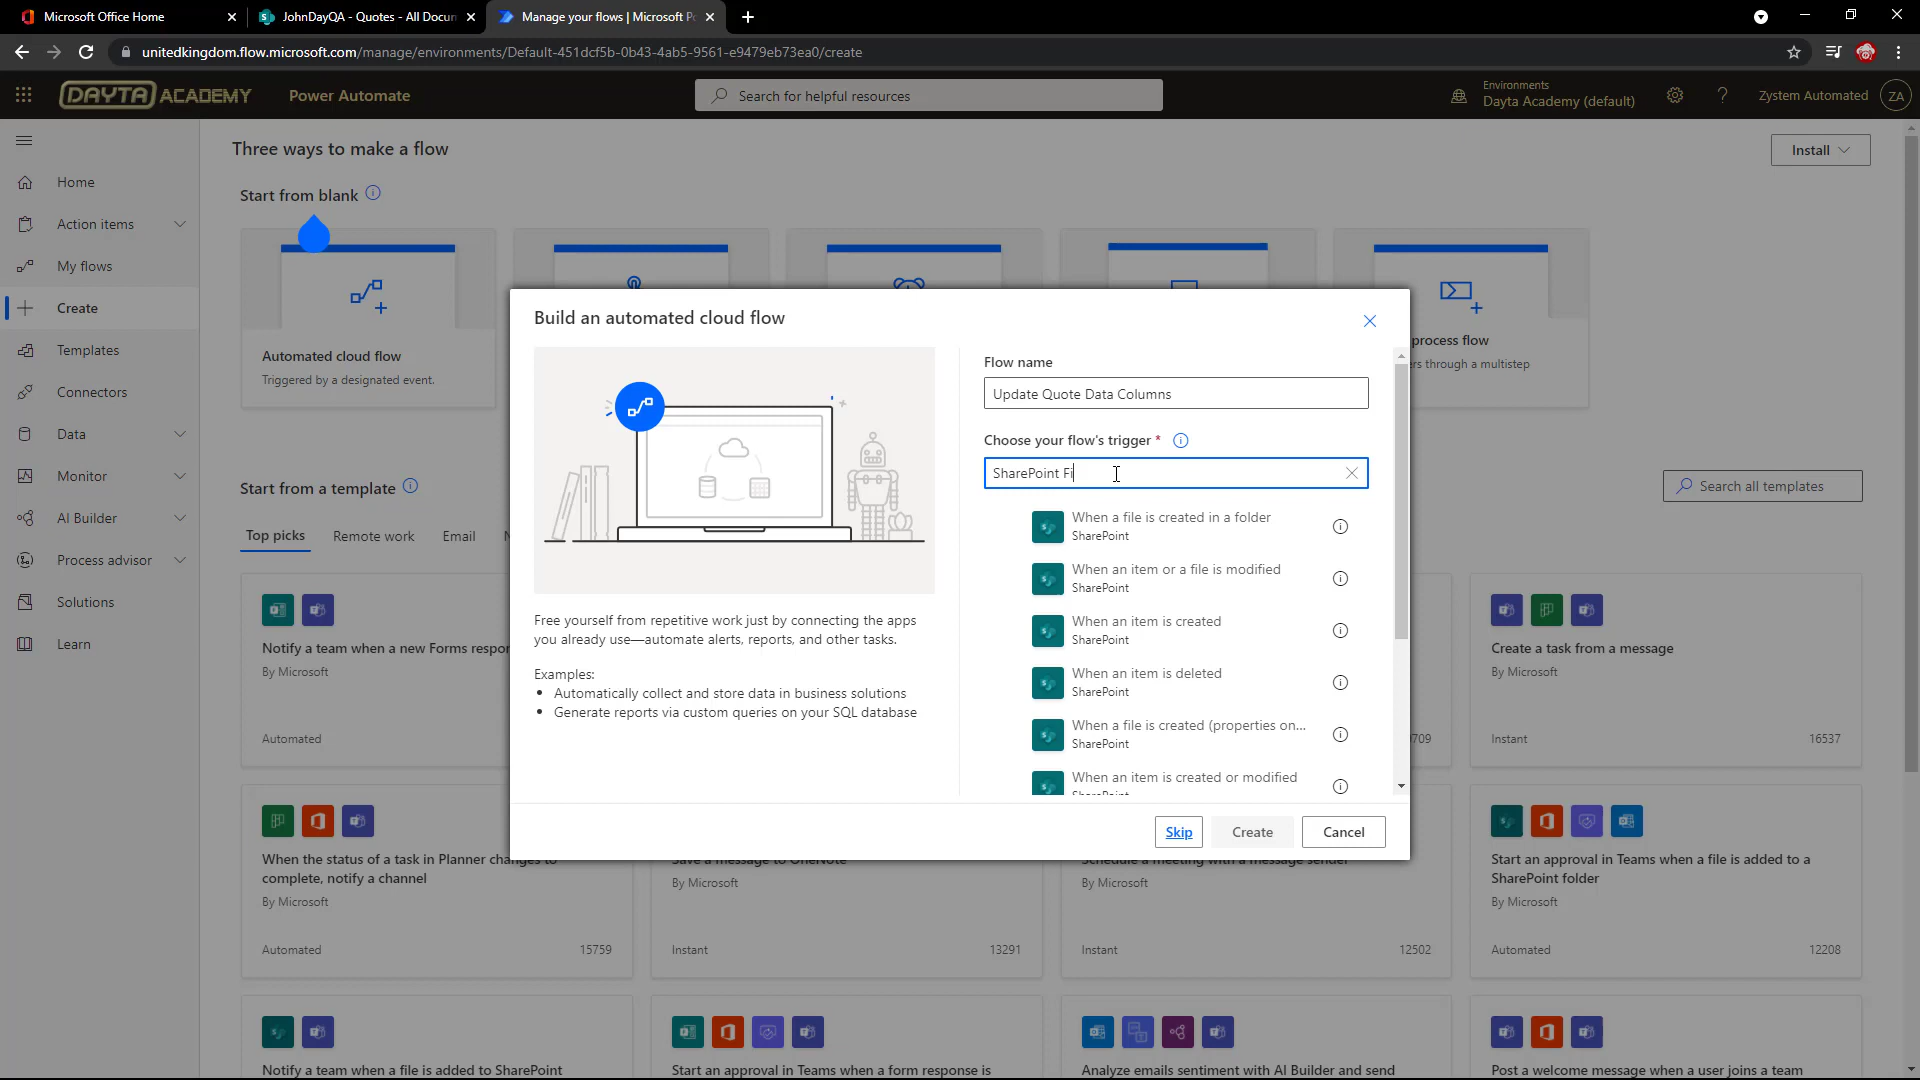 Microsoft Office Home
JohnDayQA - Quotes - All Docum
Manage your flows | Microsoft P
unitedkingdom.flow.microsoft.com/manage/environments/Default-451dcf5b-0b43-4ab5-9561-e9479eb73ea0/create
DAYTA ACADEMY
Power Automate
Search for helpful resources
Environments
Dayta Academy (default)
Zystem Automated
ZA
Home
Action items
My flows
Create
Templates
Connectors
Data
Monitor
AI Builder
Process advisor
Solutions
Learn
Three ways to make a flow
Install
Start from blank
Automated cloud flow
Triggered by a designated event.
process flow
rs through a multistep
Build an automated cloud flow
Free yourself from repetitive work just by connecting the apps
you already use—automate alerts, reports, and other tasks.
Examples:
• Automatically collect and store data in business solutions
• Generate reports via custom queries on your SQL database
Flow name
Update Quote Data Columns
Choose your flow's trigger *
SharePoint Fi
When a file is created in a folder
SharePoint
When an item or a file is modified
SharePoint
When an item is created
SharePoint
When an item is deleted
SharePoint
When a file is created (properties on...
SharePoint
When an item is created or modified
SharePoint
Skip
Create
Cancel
Start from a template
Search all templates
Top picks
Remote work
Email
Notify a team when a new Forms respon
By Microsoft
Automated
709
Create a task from a message
By Microsoft
Instant
16537
When the status of a task in Planner changes to
complete, notify a channel
By Microsoft
Automated
15759
Save a message to OneNote
By Microsoft
Instant
13291
Schedule a meeting with a message sender
By Microsoft
Instant
12502
Start an approval in Teams when a file is added to a
SharePoint folder
By Microsoft
Automated
12208
Notify a team when a file is added to SharePoint
Start an approval in Teams when a form response is
Analyze emails sentiment with AI Builder and send
Post a welcome message when a user joins a team